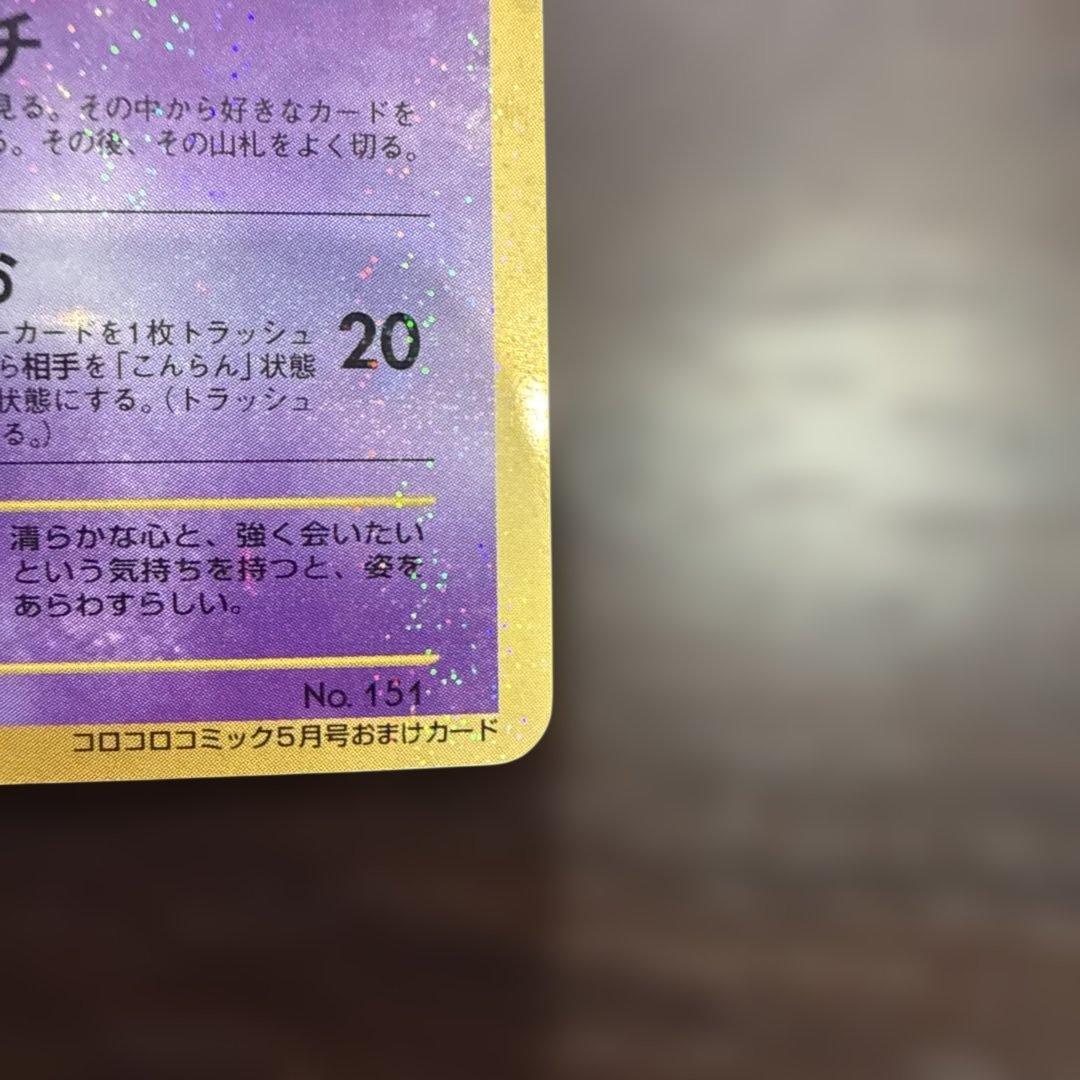 チ
見る。その中から好きなカードを
る。その後、その山札をよく切る。
ーカードを1枚トラッシュ
20
ら相手を「こんらん」状態
状態にする。（トラッシュ
る。）
清らかな心と、強く会いたい
という気持ちを持つと、姿を
あらわすらしい。
No. 151
コロコロコミック5月号おまけカード